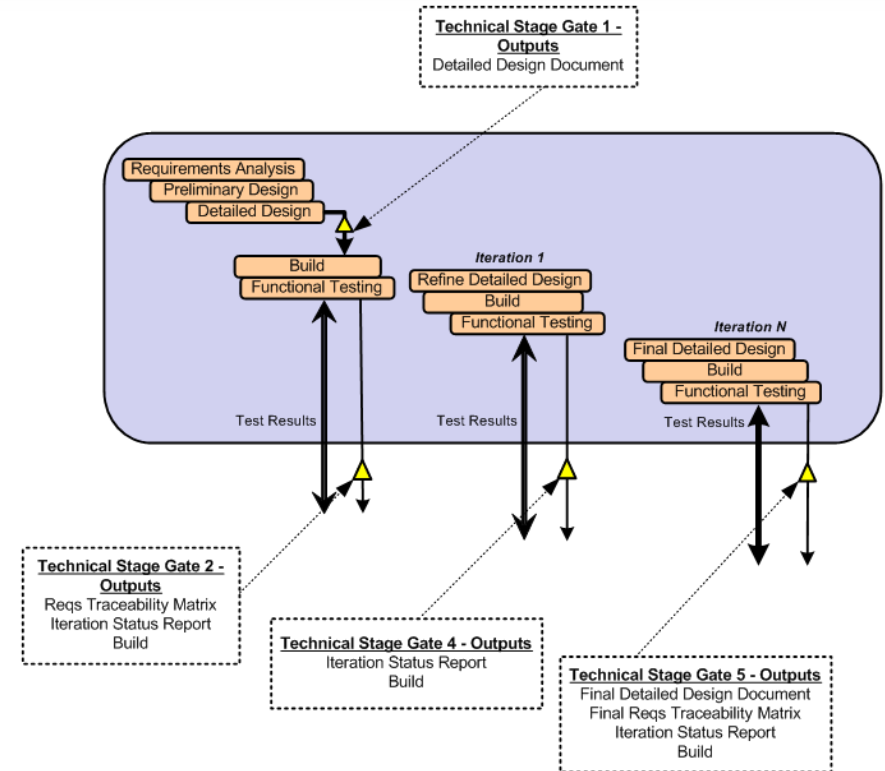 Technical Stage Gate 1 -
Outputs
Detailed Design Document
Requirements Analysis
Preliminary Design
Detailed Design
Build
Functional Testing
Iteration 1
Refine Detailed Design
Build
Functional Testing
Iteration N
Final Detailed Design
Build
Functional Testing
Test Results
Test Results
Test Results
Technical Stage Gate 2 -
Outputs
Reqs Traceability Matrix
Iteration Status Report
Build
Technical Stage Gate 4 - Outputs
Iteration Status Report
Build
Technical Stage Gate 5 - Outputs
Final Detailed Design Document
Final Reqs Traceability Matrix
Iteration Status Report
Build